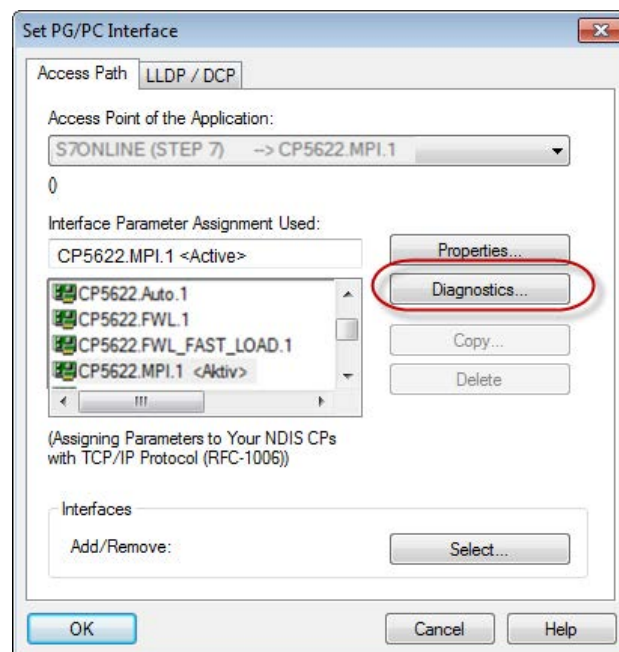 Set PG/PC Interface
Access Path
LLDP / DCP
Access Point of the Application:
S7ONLINE (STEP 7) --> CP5622.MPI.1
()
Interface Parameter Assignment Used:
CP5622.MPI.1 <Active>
Properties...
CP5622.Auto.1
Diagnostics...
CP5622.FWL.1
CP5622.FWL_FAST_LOAD.1
Copy...
CP5622.MPI.1 <Aktiv>
Delete
(Assigning Parameters to Your NDIS CPs
with TCP/IP Protocol (RFC-1006))
Interfaces
Add/Remove:
Select...
OK
Cancel
Help